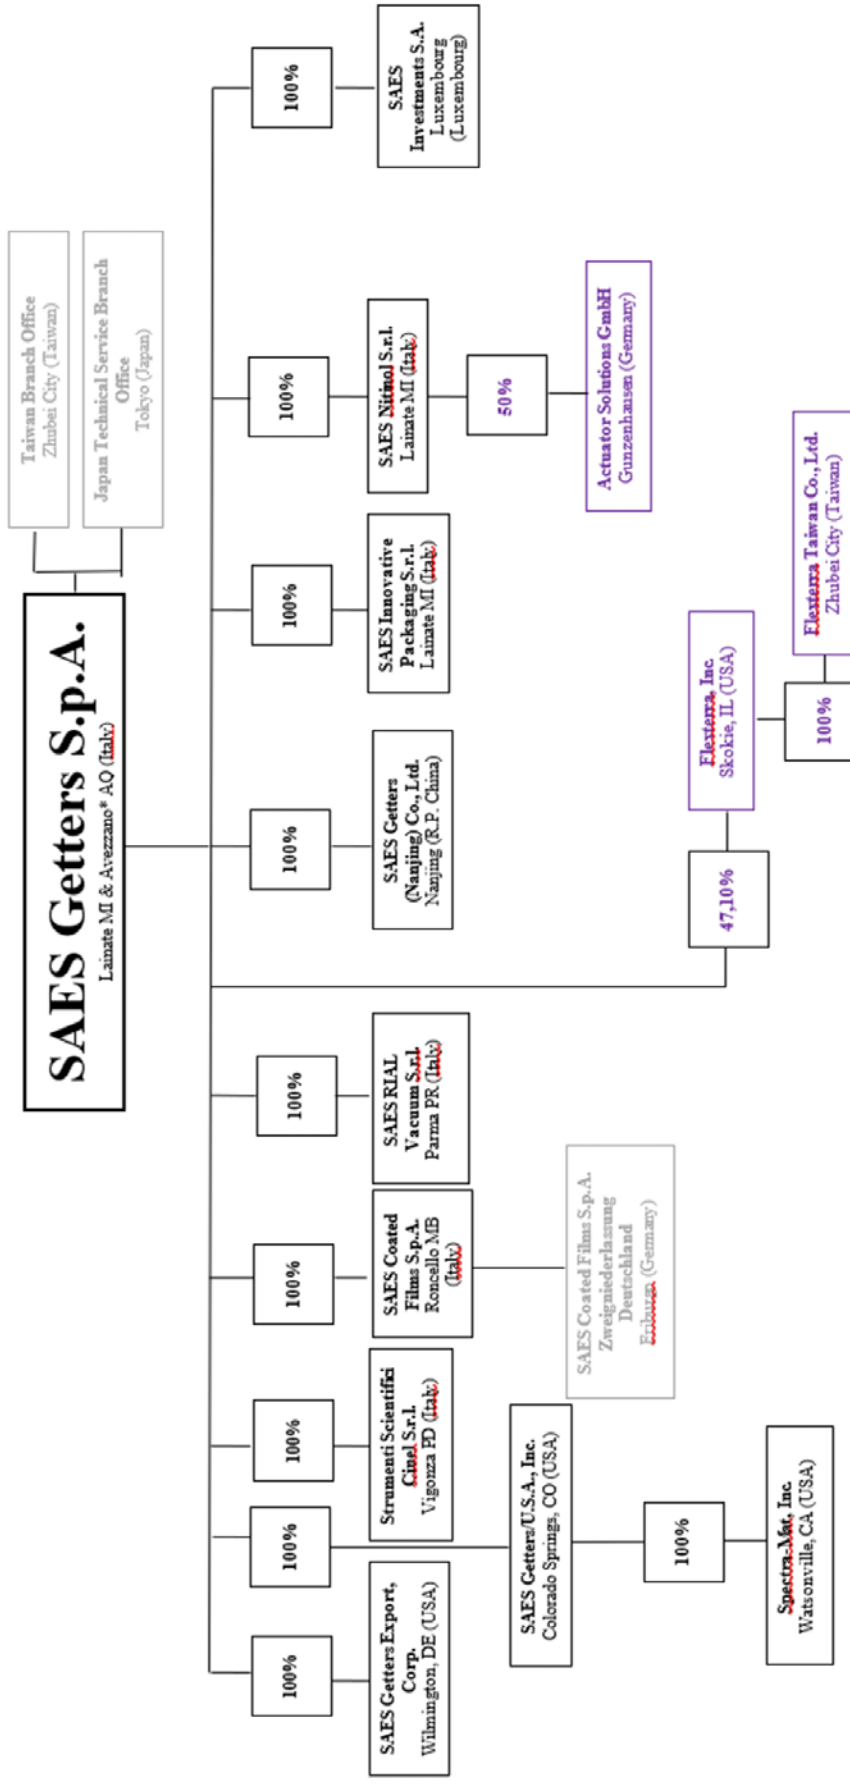 SAES Getters S.p.A.
Lainate MI & Avezzano* AQ (Italy)
Taiwan Branch Office
Zhubei City (Taiwan)
Japan Technical Service Branch
Office
Tokyo (Japan)
100%
SAES Getters Export,
Corp.
Wilmington, DE (USA)
100%
SAES Getters/U.S.A., Inc.
Colorado Springs, CO (USA)
100%
Spectra-Mat, Inc.
Watsonville, CA (USA)
100%
Strumenti Scientifici
Cinel S.r.l.
Vigonza PD (Italy)
100%
SAES Coated
Films S.p.A.
Roncello MB
(Italy)
SAES Coated Films S.p.A.
Zweigniederlassung
Deutschland
Friburgo (Germany)
100%
SAES RIAL
Vacuum S.r.l.
Parma PR (Italy)
47,10%
Flexterra, Inc.
Skokie, IL (USA)
100%
Flexterra Taiwan Co., Ltd.
Zhubei City (Taiwan)
100%
SAES Getters
(Nanjing) Co., Ltd.
Nanjing (R.P. China)
100%
SAES Innovative
Packaging S.r.l.
Lainate MI (Italy)
100%
SAES Nitinol S.r.l.
Lainate MI (Italy)
50%
Actuator Solutions GmbH
Gunzenhausen (Germany)
100%
SAES
Investments S.A.
Luxembourg
(Luxembourg)